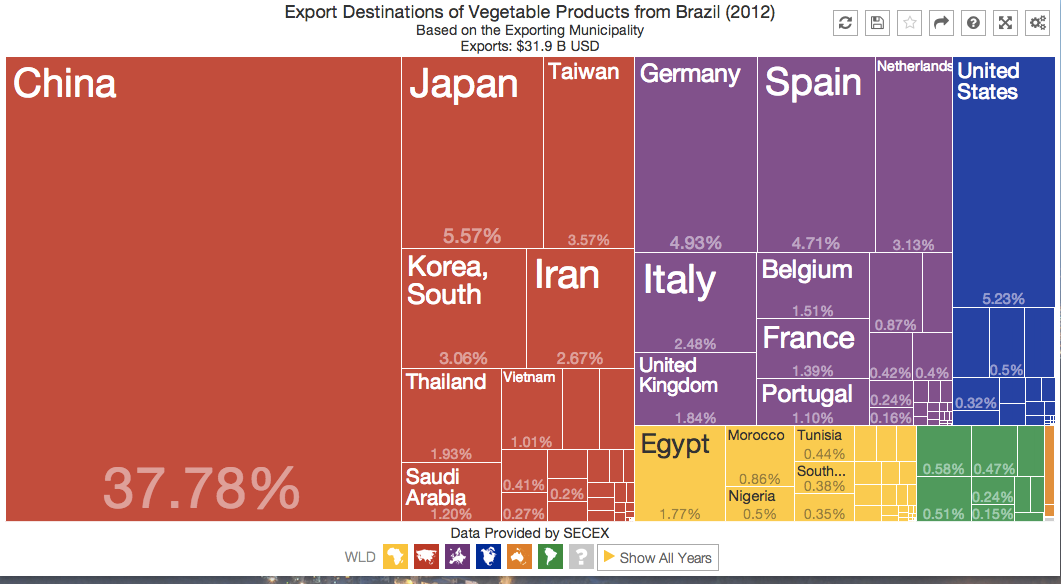 Export Destinations of Vegetable Products from Brazil (2012)
Based on the Exporting Municipality
Exports: $31.9 B USD
China
37.78%
Japan
5.57%
Taiwan
3.57%
Korea,
South
3.06%
Iran
2.67%
Thailand
1.93%
Vietnam
1.01%
Saudi
Arabia
1.20%
0.41%
0.2%
0.27%
Germany
4.93%
Spain
4.71%
Netherlands
3.13%
Italy
2.48%
Belgium
1.51%
0.87%
France
1.39%
0.42%
0.4%
United
Kingdom
1.84%
Portugal
1.10%
0.24%
0.16%
United
States
5.23%
0.5%
0.32%
Egypt
1.77%
Morocco
0.86%
Nigeria
0.5%
Tunisia
0.44%
South...
0.38%
0.35%
0.58%
0.47%
0.24%
0.51%
0.15%
Data Provided by SECEX
WLD
?
Show All Years